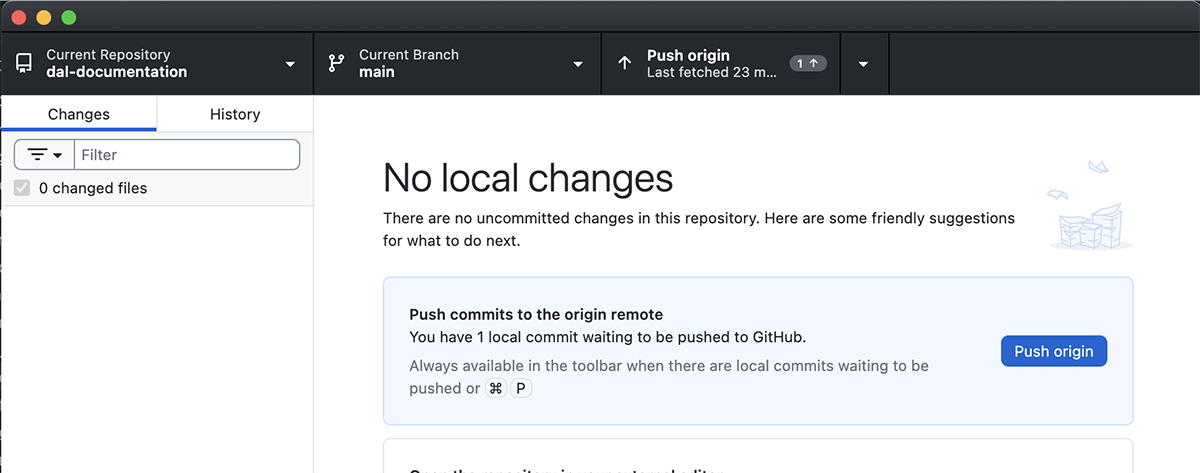 Current Repository
dal-documentation
Current Branch
main
Push origin
Last fetched 23 m...
1
Changes
History
Filter
0 changed files
No local changes
There are no uncommitted changes in this repository. Here are some friendly suggestions
for what to do next.
Push commits to the origin remote
You have 1 local commit waiting to be pushed to GitHub.
Always available in the toolbar when there are local commits waiting to be
pushed or ⌘ P
Push origin